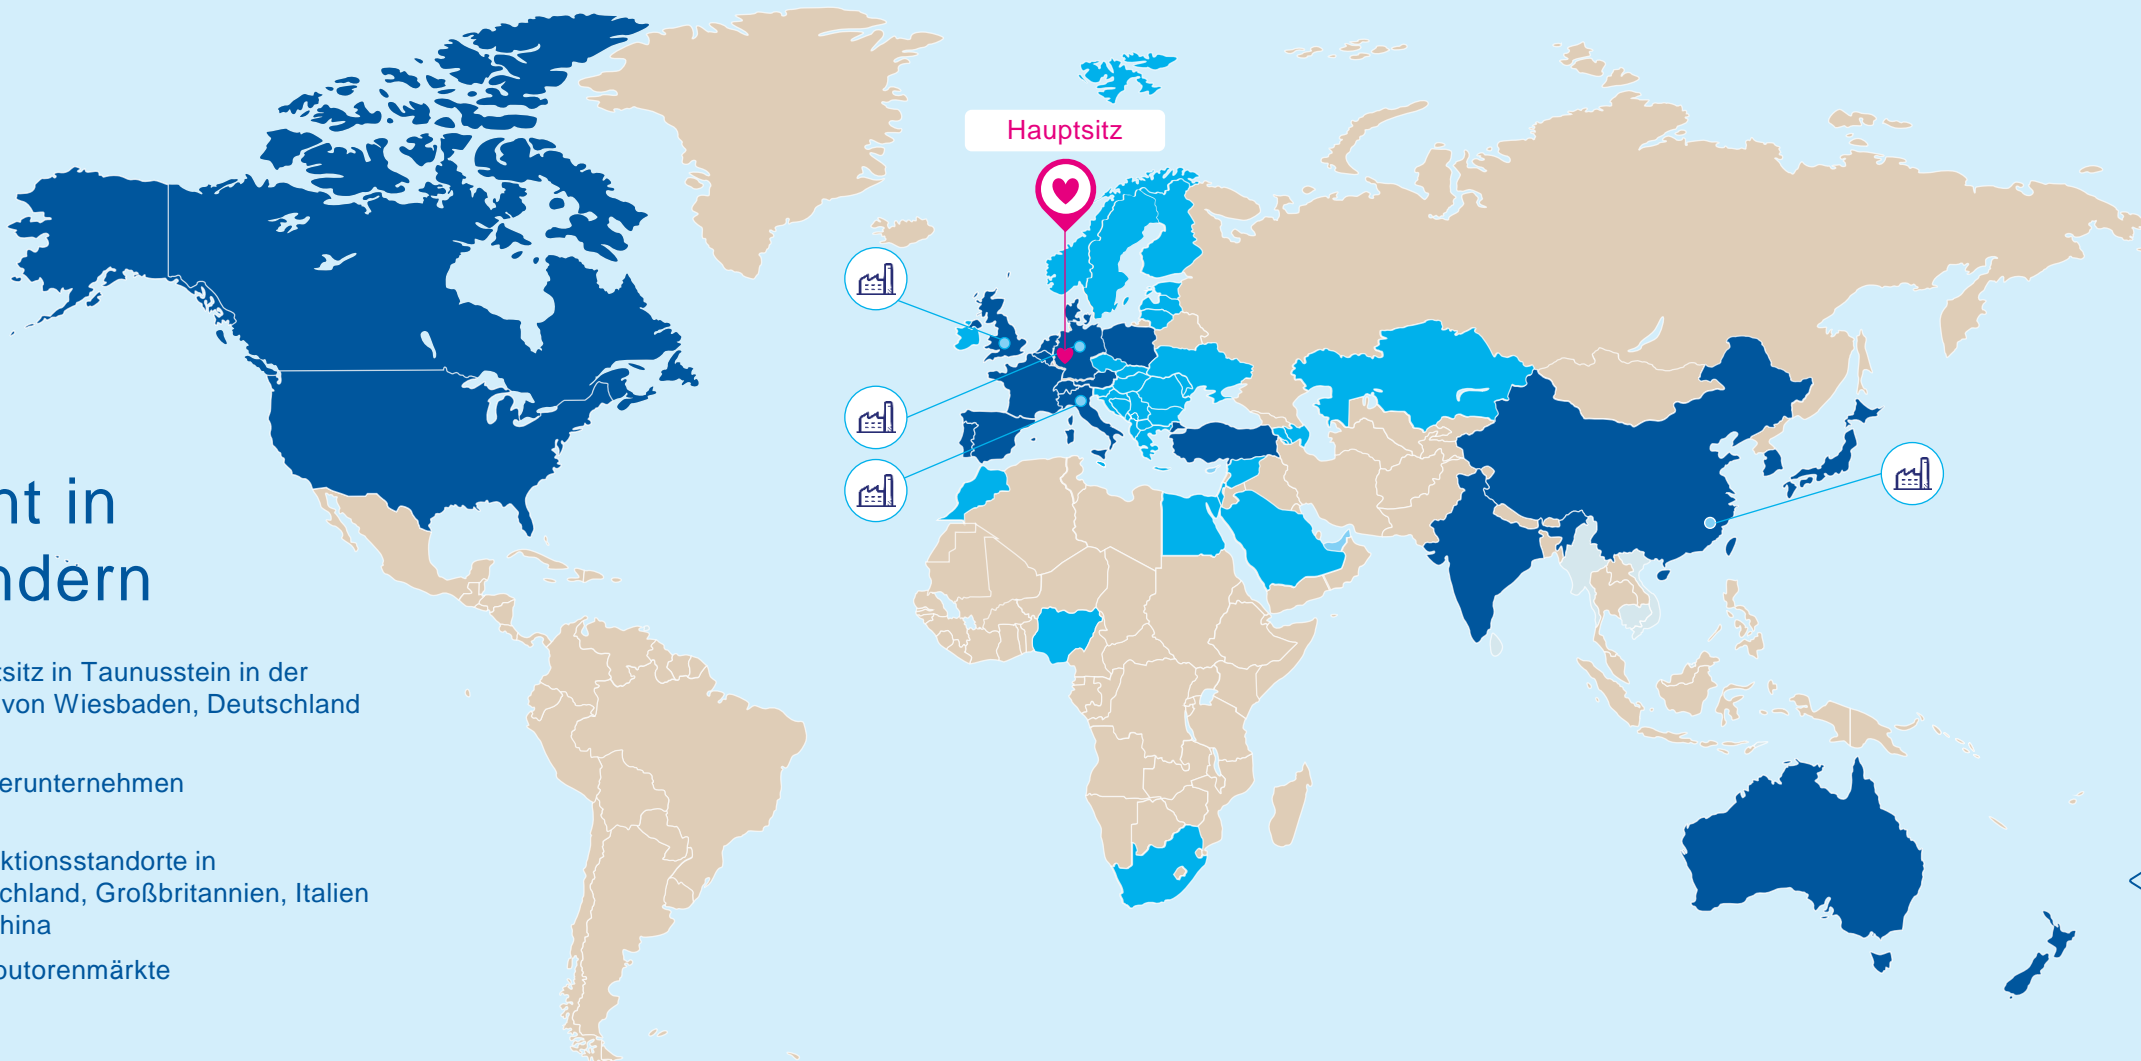 Hauptsitz
nt in
ndern
tsitz in Taunusstein in der
von Wiesbaden, Deutschland
erunternehmen
ktionsstandorte in
chland, Großbritannien, Italien
hina
outorenmärkte